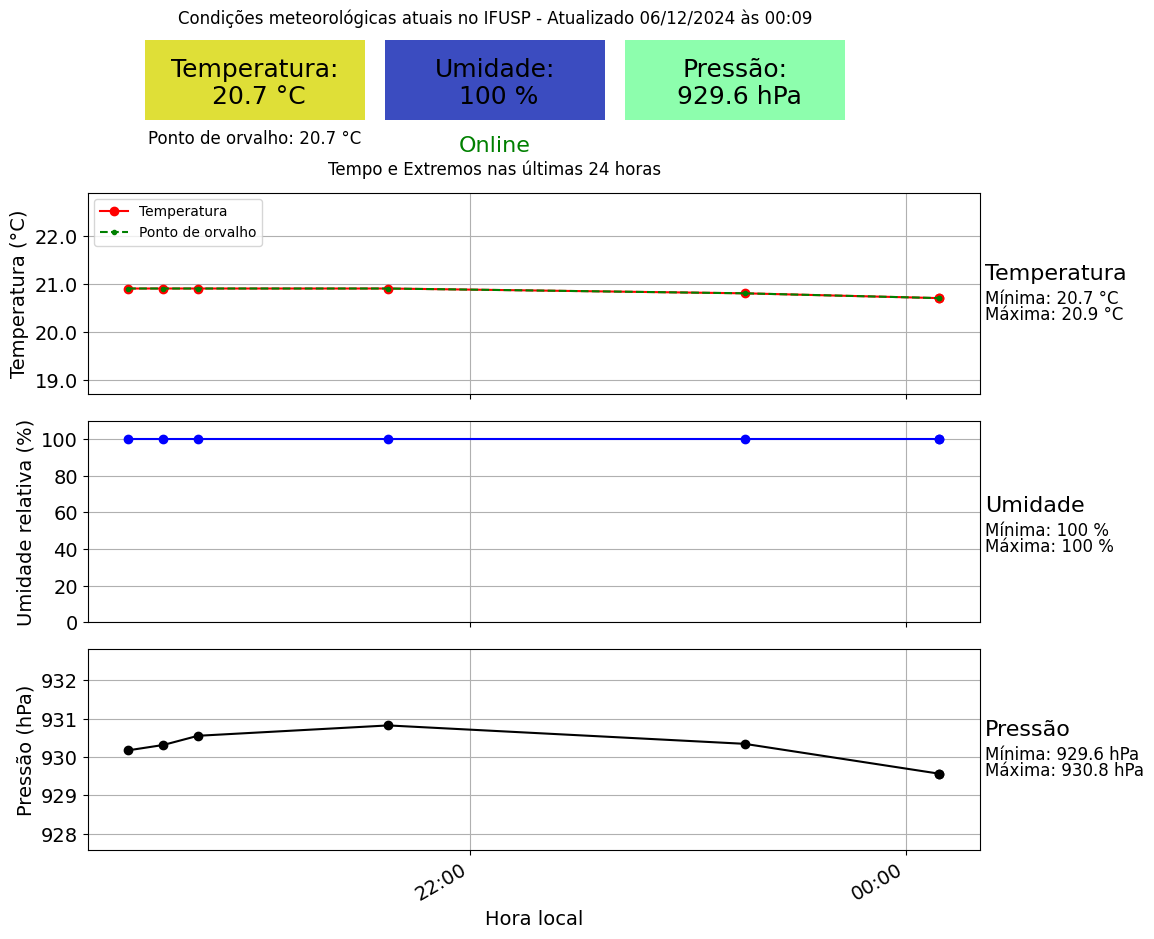 Condições meteorológicas atuais no IFUSP - Atualizado 06/12/2024 às 00:09
Temperatura:
20.7 °C
Umidade:
100 %
Pressão:
929.6 hPa
Ponto de orvalho: 20.7 °C
Online
Tempo e Extremos nas últimas 24 horas
Temperatura (°C)
22.0
21.0
20.0
19.0
Temperatura
Ponto de orvalho
Temperatura
Mínima: 20.7 °C
Máxima: 20.9 °C
Umidade relativa (%)
100
80
60
40
20
0
Umidade
Mínima: 100 %
Máxima: 100 %
Pressão (hPa)
932
931
930
929
928
Pressão
Mínima: 929.6 hPa
Máxima: 930.8 hPa
22:00
00:00
Hora local